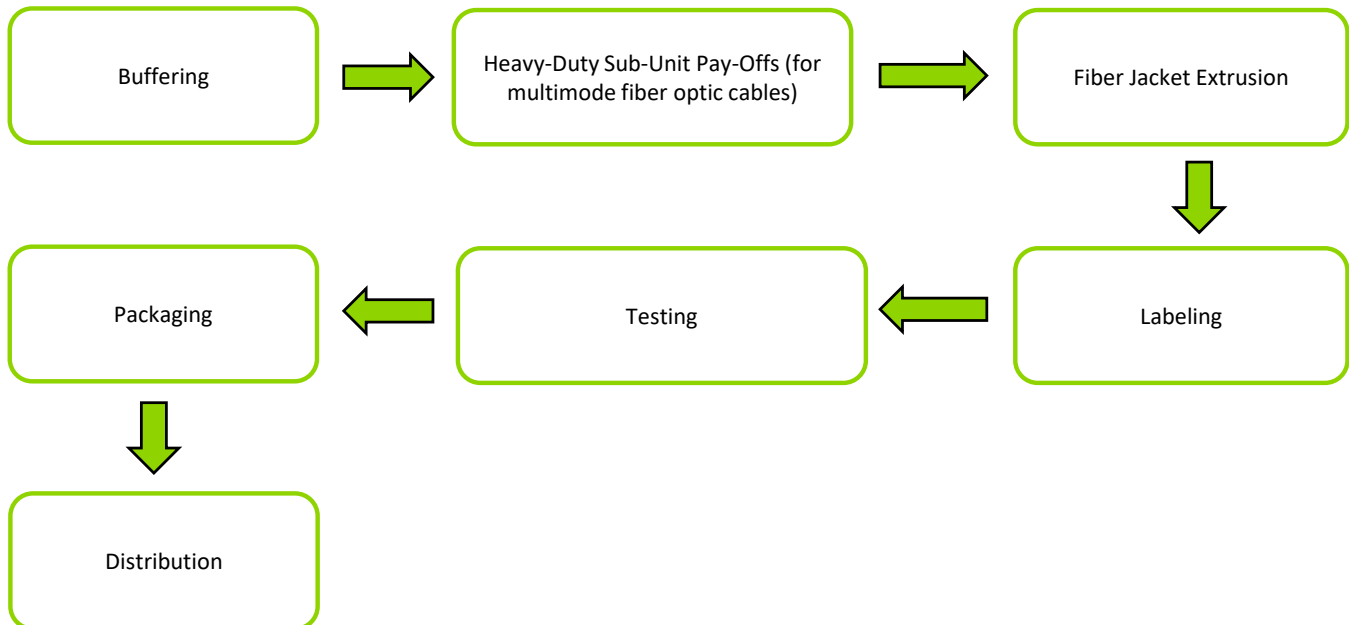 Buffering
Heavy-Duty Sub-Unit Pay-Offs (for
multimode fiber optic cables)
Fiber Jacket Extrusion
Labeling
Testing
Packaging
Distribution